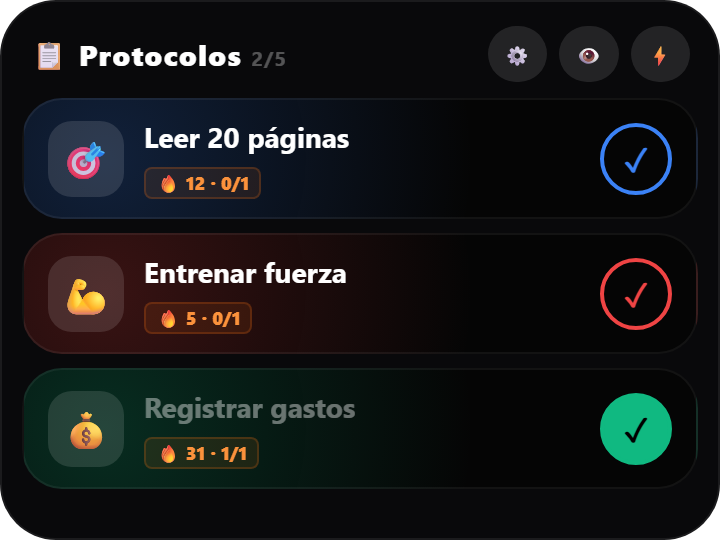 Protocolos 2/5
Leer 20 páginas
12 · 0/1
Entrenar fuerza
5 · 0/1
Registrar gastos
31 · 1/1